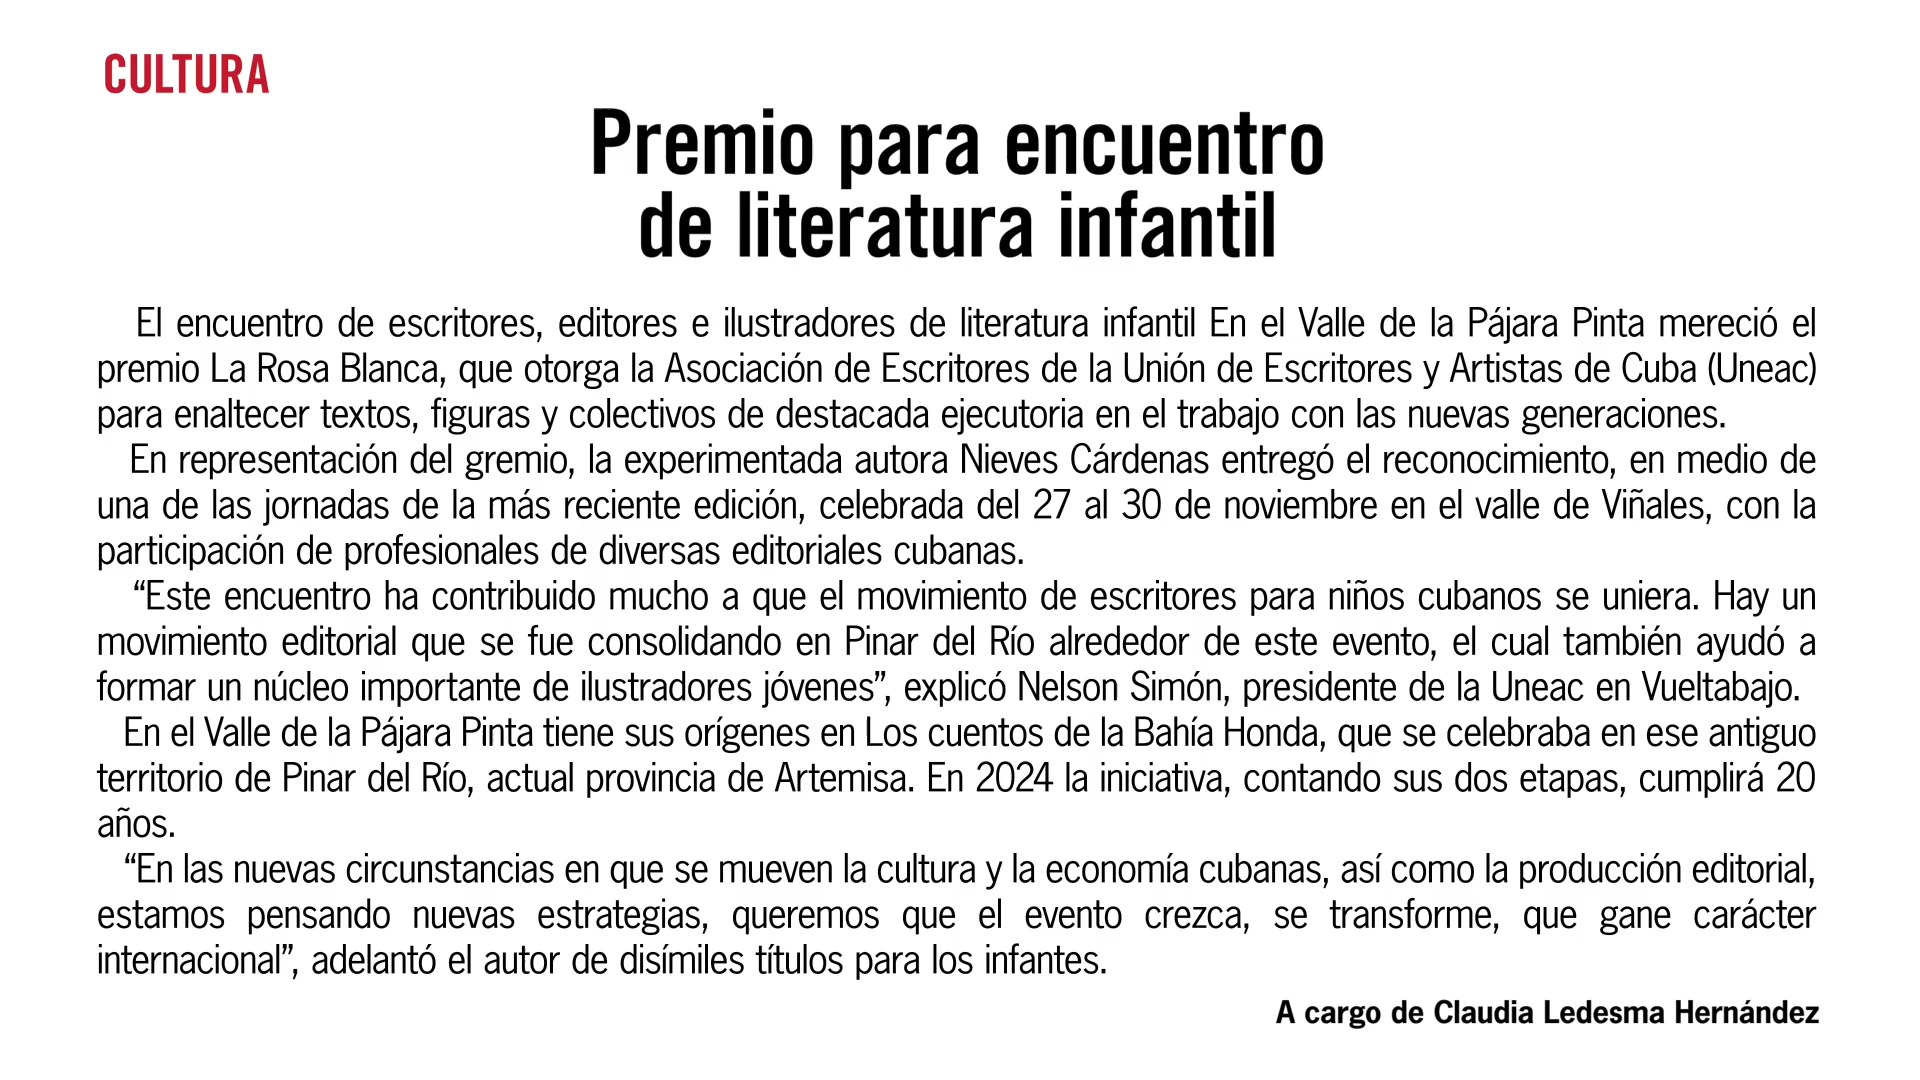 CULTURA
Premio para encuentro
de literatura infantil
El encuentro de escritores, editores e ilustradores de literatura infantil En el Valle de la Pájara Pinta mereció el
premio La Rosa Blanca, que otorga la Asociación de Escritores de la Unión de Escritores y Artistas de Cuba (Uneac)
para enaltecer textos, figuras y colectivos de destacada ejecutoria en el trabajo con las nuevas generaciones.
En representación del gremio, la experimentada autora Nieves Cárdenas entregó el reconocimiento, en medio de
una de las jornadas de la más reciente edición, celebrada del 27 al 30 de noviembre en el valle de Viñales, con la
participación de profesionales de diversas editoriales cubanas.
“Este encuentro ha contribuido mucho a que el movimiento de escritores para niños cubanos se uniera. Hay un
movimiento editorial que se fue consolidando en Pinar del Río alrededor de este evento, el cual también ayudó a
formar un núcleo importante de ilustradores jóvenes”, explicó Nelson Simón, presidente de la Uneac en Vueltabajo.
En el Valle de la Pájara Pinta tiene sus orígenes en Los cuentos de la Bahía Honda, que se celebraba en ese antiguo
territorio de Pinar del Río, actual provincia de Artemisa. En 2024 la iniciativa, contando sus dos etapas, cumplirá 20
años.
“En las nuevas circunstancias en que se mueven la cultura y la economía cubanas, así como la producción editorial,
estamos pensando nuevas estrategias, queremos que el evento crezca, se transforme, que gane carácter
internacional”, adelantó el autor de disímiles títulos para los infantes.
A cargo de Claudia Ledesma Hernández